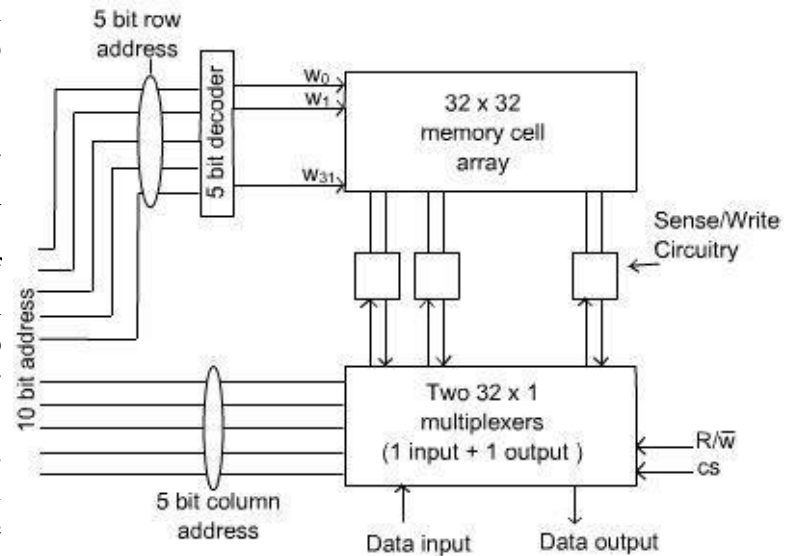 5 bit row
address
5 bit decoder
W0
W1
W31
32 x 32
memory cell
array
Sense/Write
Circuitry
10 bit address
Two 32 x 1
multiplexers
(1 input + 1 output )
R/w̅
cs
5 bit column
address
Data input
Data output